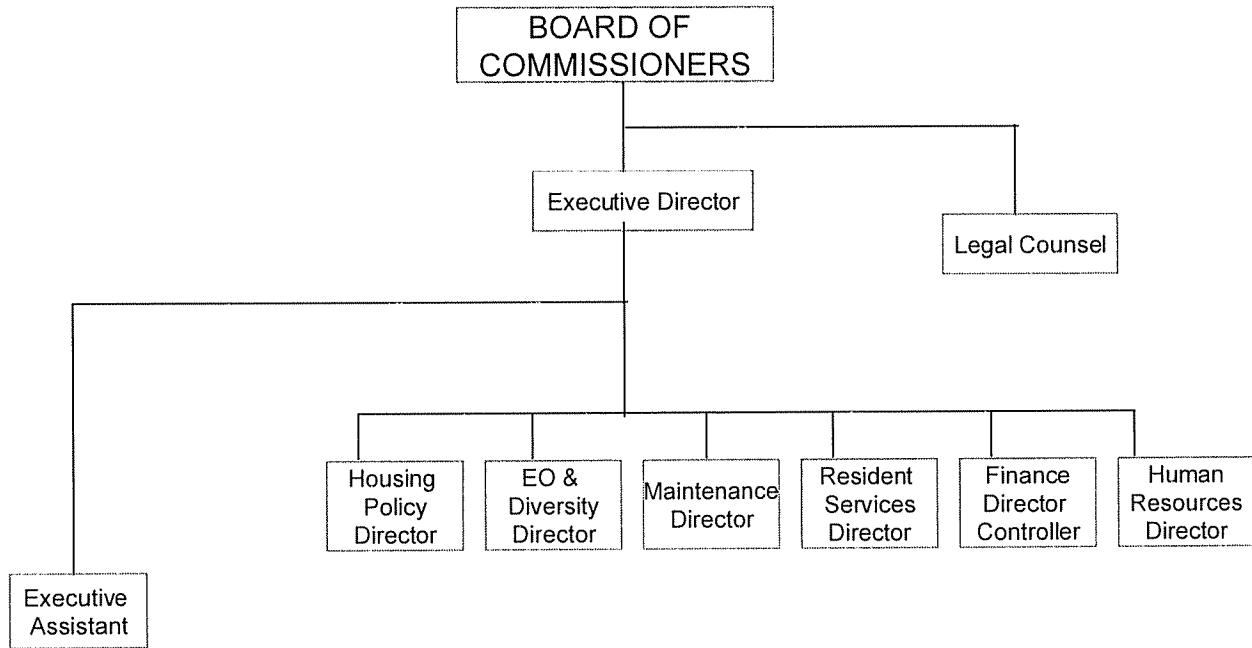 BOARD OF
COMMISSIONERS
Executive Director
Legal Counsel
Housing
Policy
Director
EO &
Diversity
Director
Maintenance
Director
Resident
Services
Director
Finance
Director
Controller
Human
Resources
Director
Executive
Assistant